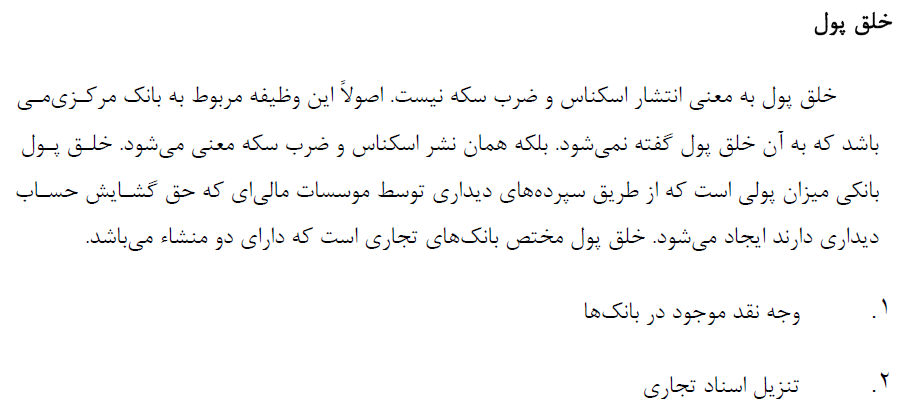 خلق پول
خلق پول به معنی انتشار اسکناس و ضرب سکه نیست. اصولاً این وظیفه مربوط به بانک مرکزی‌می
باشد که به آن خلق پول گفته نمی‌شود. بلکه همان نشر اسکناس و ضرب سکه معنی می‌شود. خلق پول
بانکی میزان پولی است که از طریق سپرده‌های دیداری توسط موسسات مالی‌ای که حق گشایش حساب
دیداری دارند ایجاد می‌شود. خلق پول مختص بانک‌های تجاری است که دارای دو منشاء می‌باشد.
۱. وجه نقد موجود در بانک‌ها
۲. تنزیل اسناد تجاری